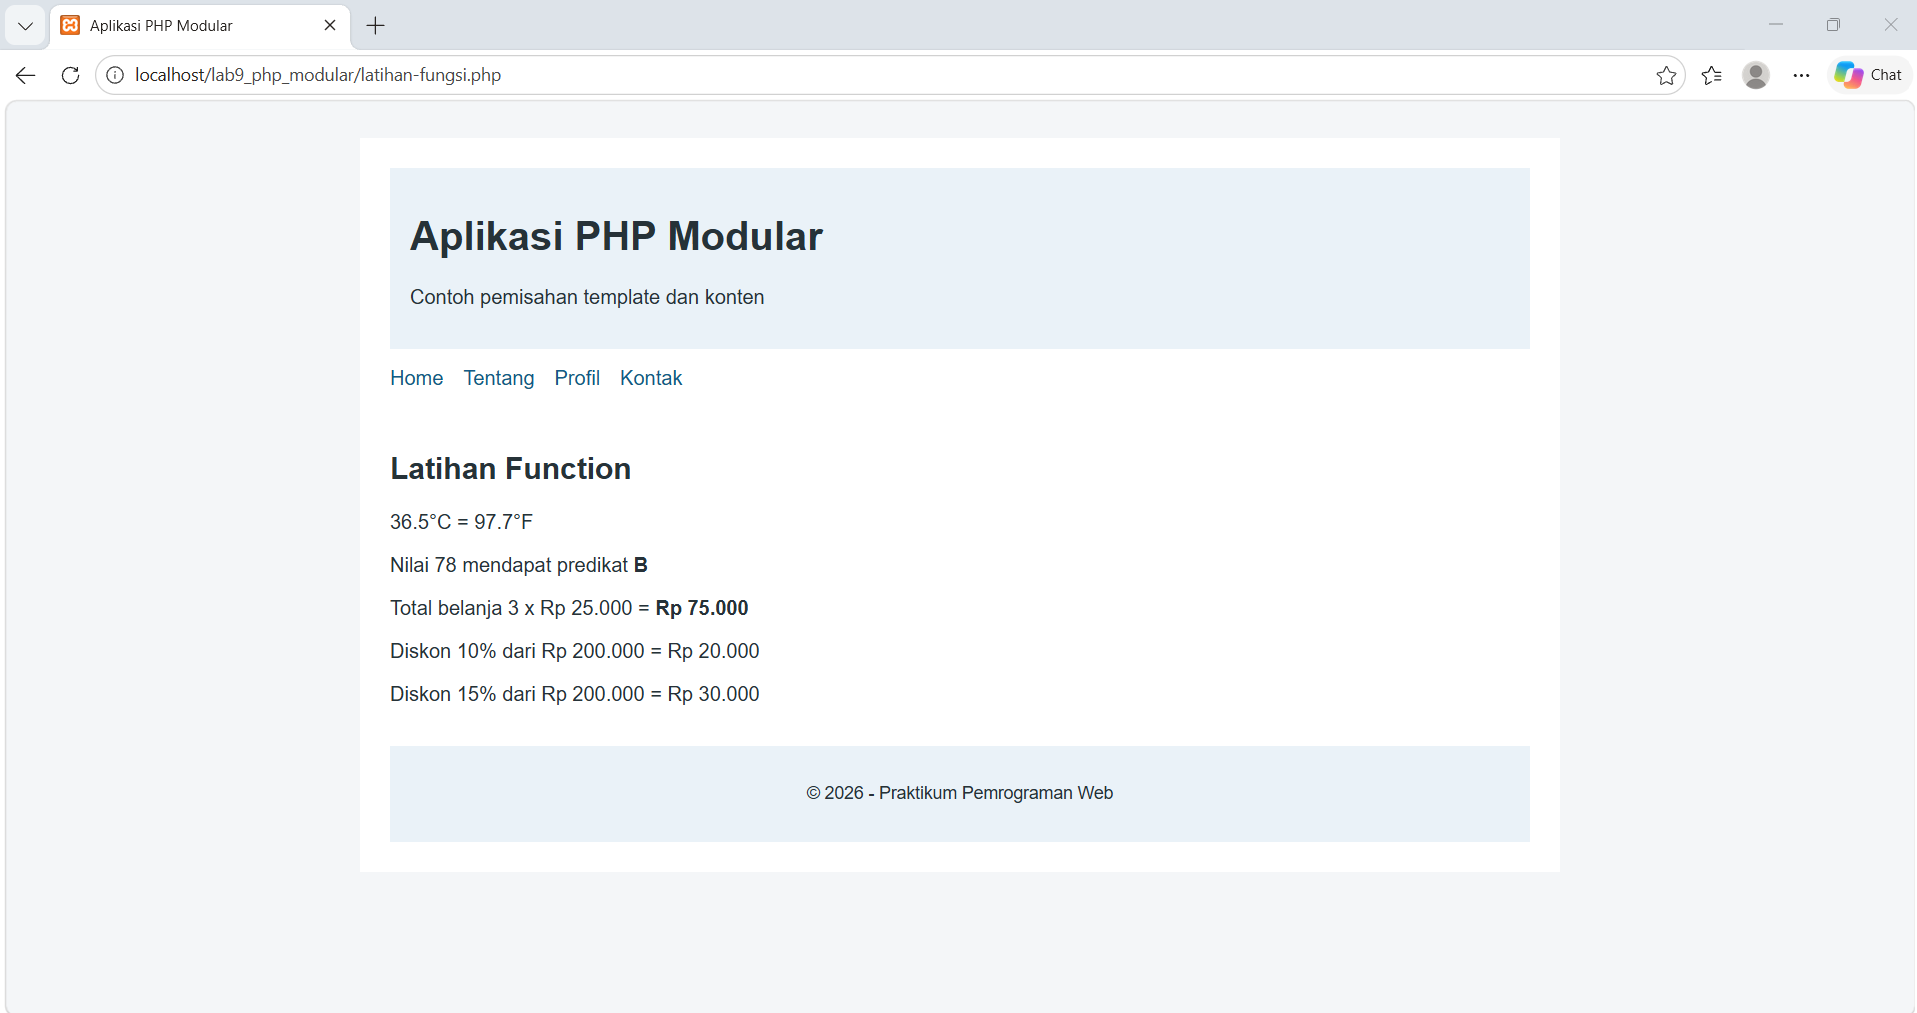 Aplikasi PHP Modular
localhost/lab9_php_modular/latihan-fungsi.php
Chat
Aplikasi PHP Modular
Contoh pemisahan template dan konten
Home Tentang Profil Kontak
Latihan Function
36.5°C = 97.7°F
Nilai 78 mendapat predikat B
Total belanja 3 x Rp 25.000 = Rp 75.000
Diskon 10% dari Rp 200.000 = Rp 20.000
Diskon 15% dari Rp 200.000 = Rp 30.000
© 2026 - Praktikum Pemrograman Web